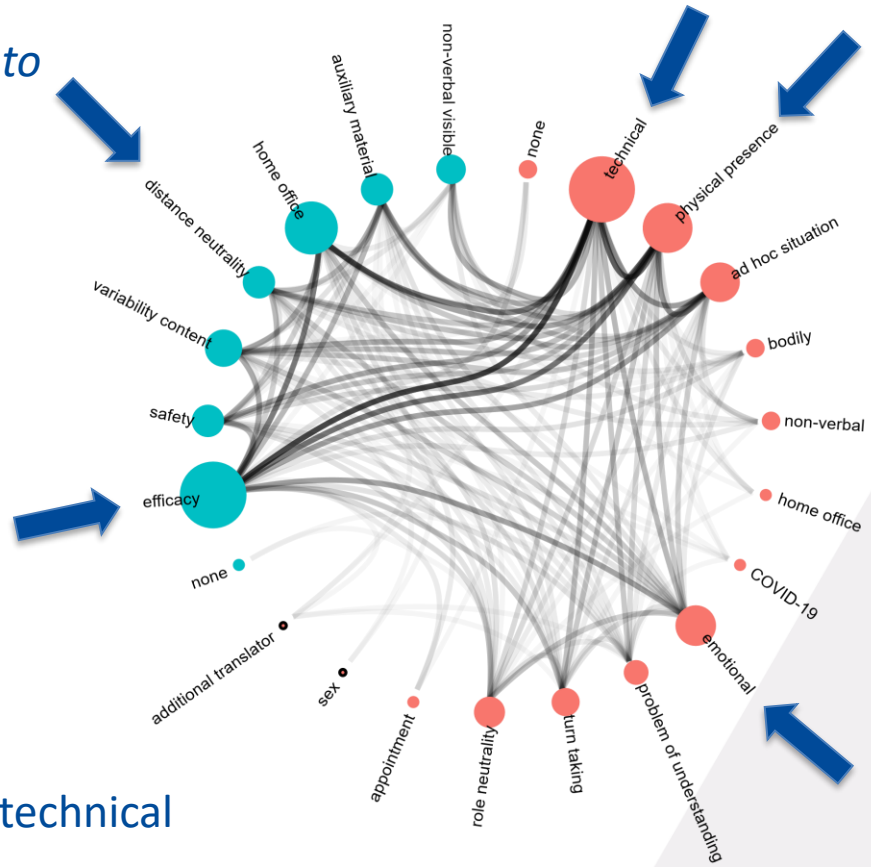 to
non-verbal visible
auxiliary material
home office
distance neutrality
variability content
safety
efficacy
none
additional translator
sex
appointment
role neutrality
turn taking
problem of understanding
emotional
COVID-19
home office
non-verbal
bodily
ad hoc situation
physical presence
technical
none
technical